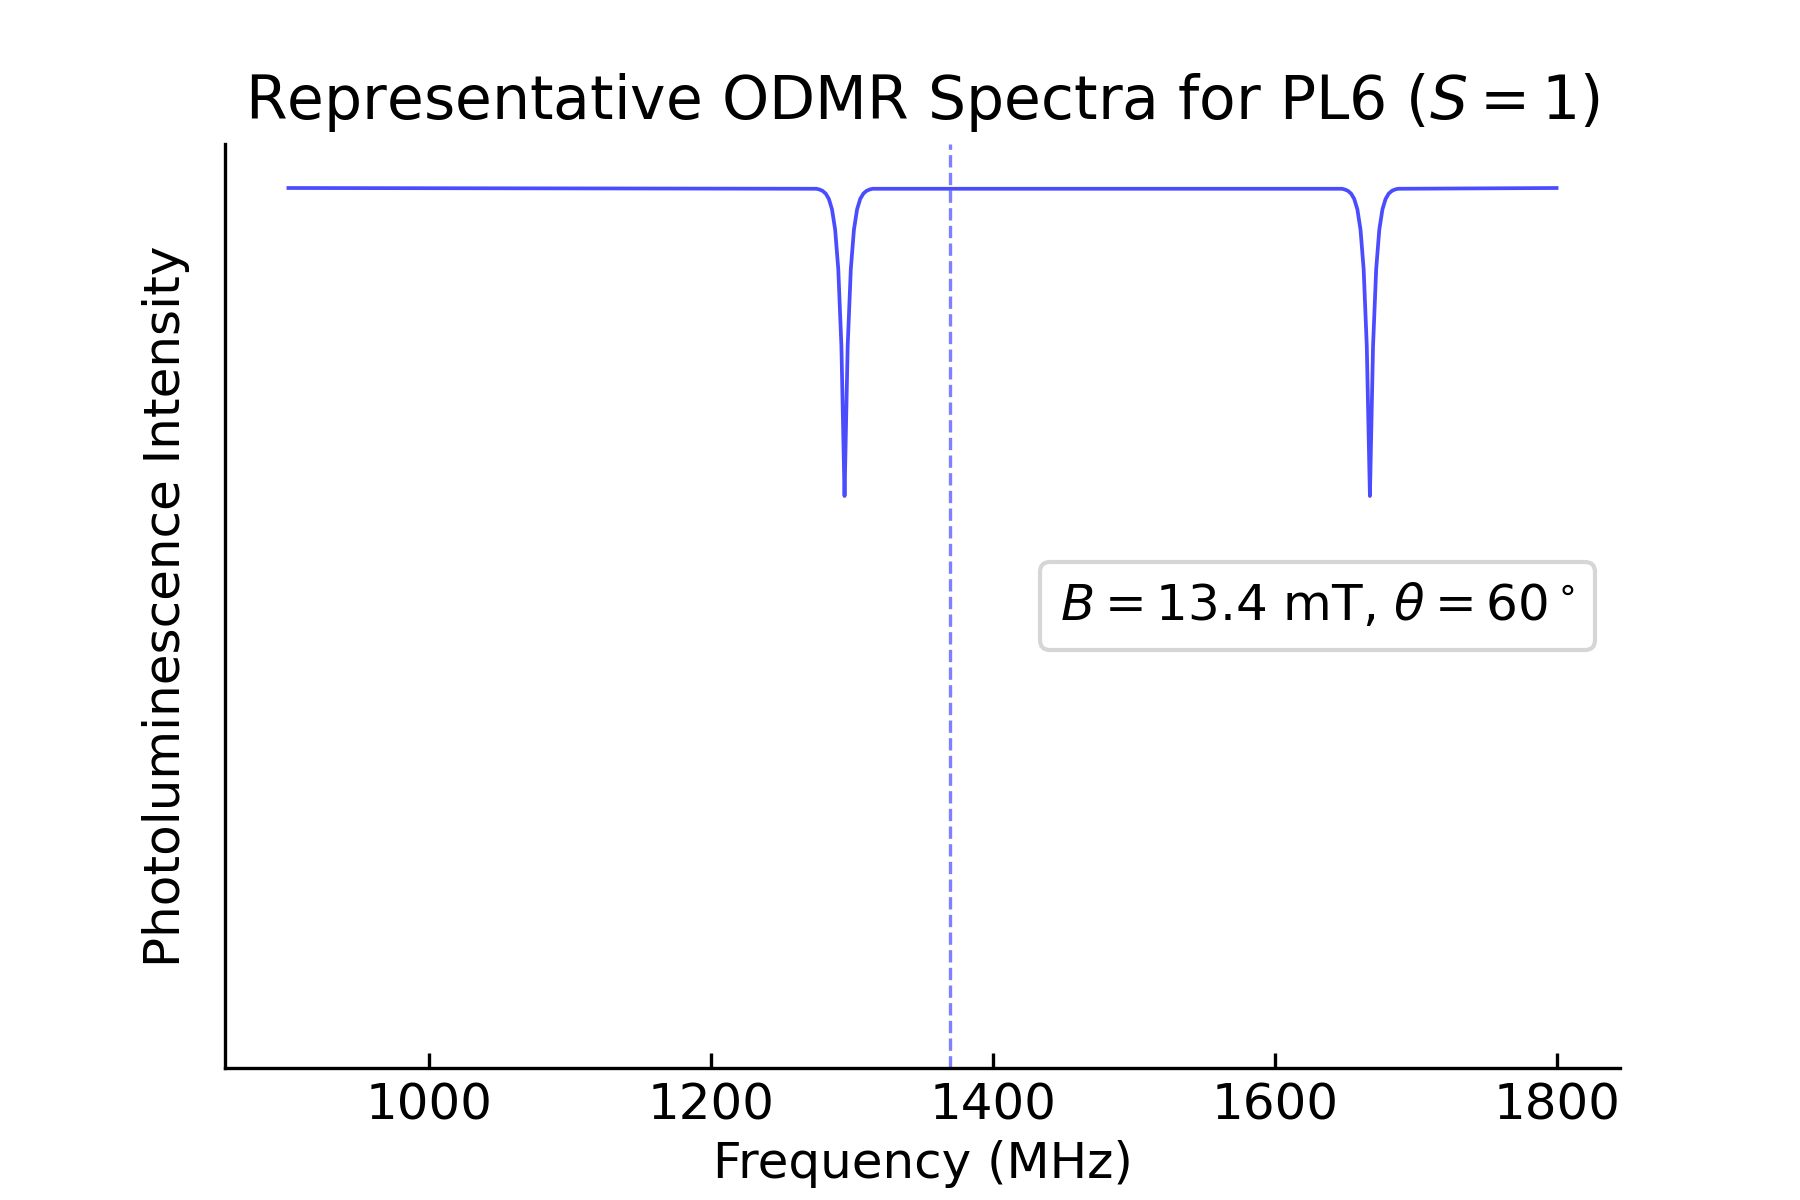 Representative ODMR Spectra for PL6 (S = 1)
Photoluminescence Intensity
B = 13.4 mT, θ = 60°
1000 1200 1400 1600 1800
Frequency (MHz)